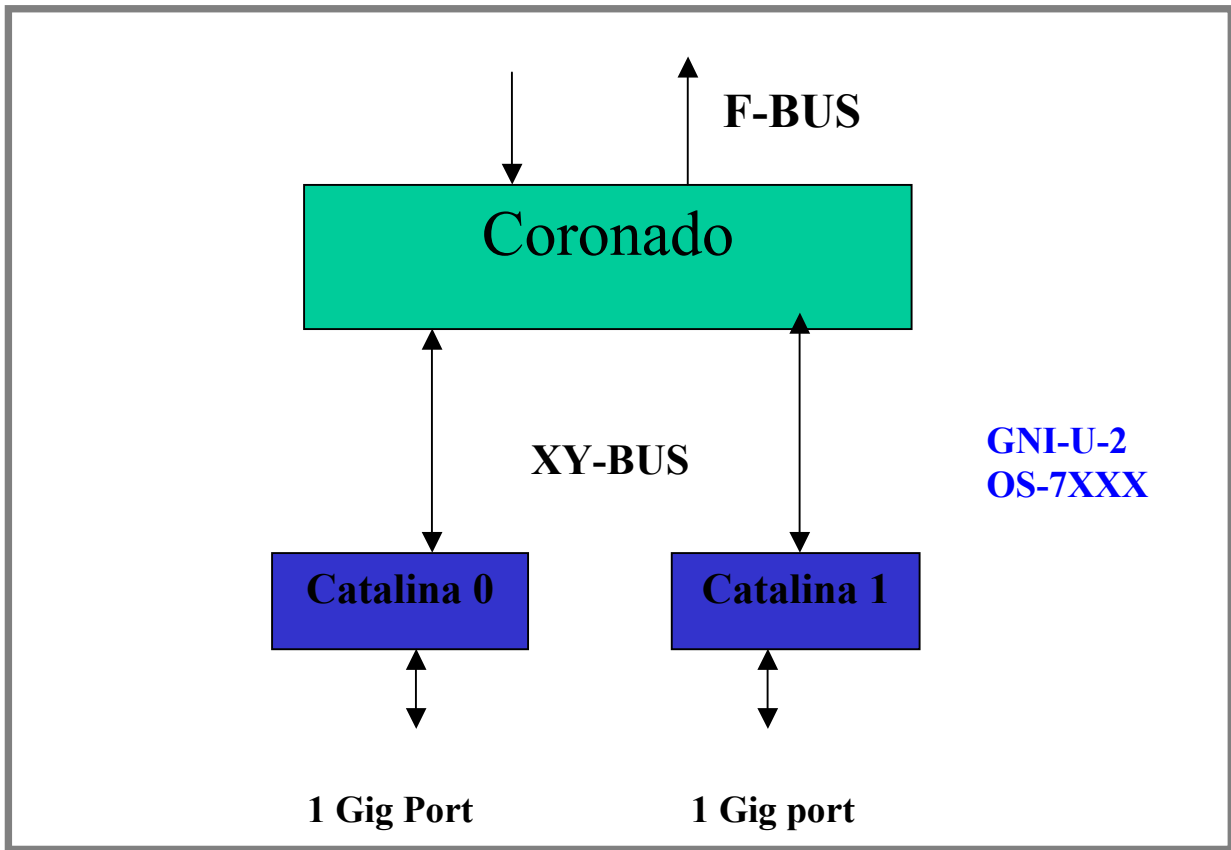 F-BUS
Coronado
XY-BUS
GNI-U-2
OS-7XXX
Catalina 0
Catalina 1
1 Gig Port
1 Gig port